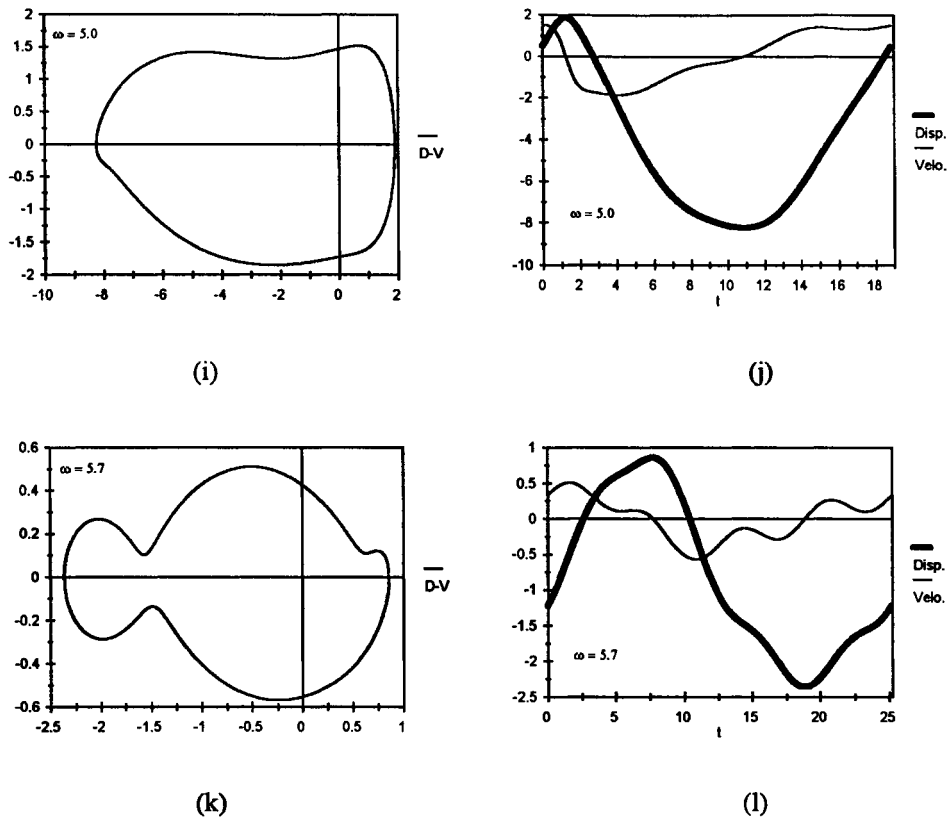 2
1.5
1
0.5
0
-0.5
-1
-1.5
-2
ω = 5.0
-10 -8 -6 -4 -2 0 2
D-V
(i)
2
0
-2
-4
-6
-8
-10
ω = 5.0
0 2 4 6 8 10 12 14 16 18
t
Disp.
Velo.
(j)
0.6
0.4
0.2
0
-0.2
-0.4
-0.6
ω = 5.7
-2.5 -2 -1.5 -1 -0.5 0 0.5 1
D-V
(k)
1
0.5
0
-0.5
-1
-1.5
-2
-2.5
ω = 5.7
0 5 10 15 20 25
t
Disp.
Velo.
(l)